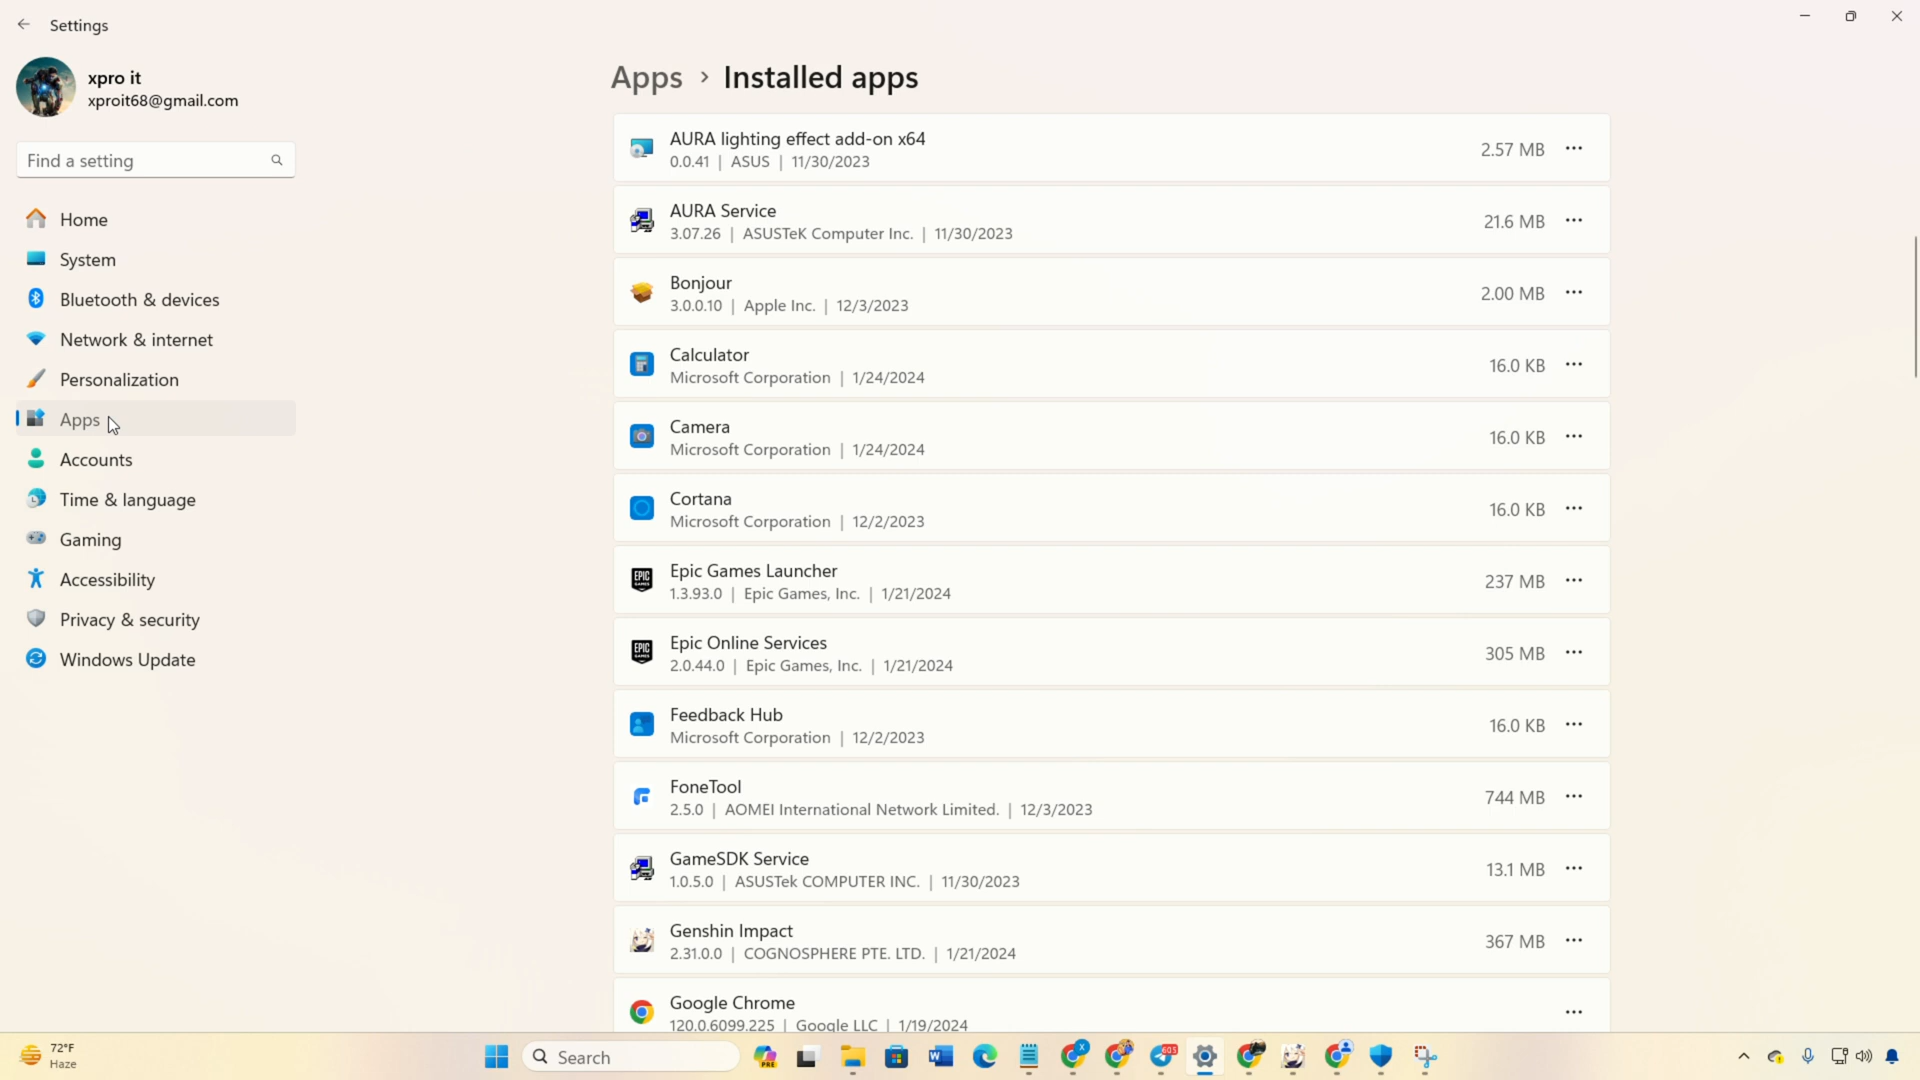 Settings
xpro it
xproit68@gmail.com
Find a setting
Home
System
Bluetooth & devices
Network & internet
Personalization
Apps
Accounts
Time & language
Gaming
Accessibility
Privacy & security
Windows Update
Apps › Installed apps
AURA lighting effect add-on x64
0.0.41 | ASUS | 11/30/2023
2.57 MB
AURA Service
3.07.26 | ASUSTeK Computer Inc. | 11/30/2023
21.6 MB
Bonjour
3.0.0.10 | Apple Inc. | 12/3/2023
2.00 MB
Calculator
Microsoft Corporation | 1/24/2024
16.0 KB
Camera
Microsoft Corporation | 1/24/2024
16.0 KB
Cortana
Microsoft Corporation | 12/2/2023
16.0 KB
EPIC GAMES
Epic Games Launcher
1.3.93.0 | Epic Games, Inc. | 1/21/2024
237 MB
EPIC GAMES
Epic Online Services
2.0.44.0 | Epic Games, Inc. | 1/21/2024
305 MB
Feedback Hub
Microsoft Corporation | 12/2/2023
16.0 KB
FoneTool
2.5.0 | AOMEI International Network Limited. | 12/3/2023
744 MB
GameSDK Service
1.0.5.0 | ASUSTek COMPUTER INC. | 11/30/2023
13.1 MB
Genshin Impact
2.31.0.0 | COGNOSPHERE PTE. LTD. | 1/21/2024
367 MB
Google Chrome
120.0.6099.225 | Google LLC | 1/19/2024
72°F
Haze
Search
PRE
W
X
605